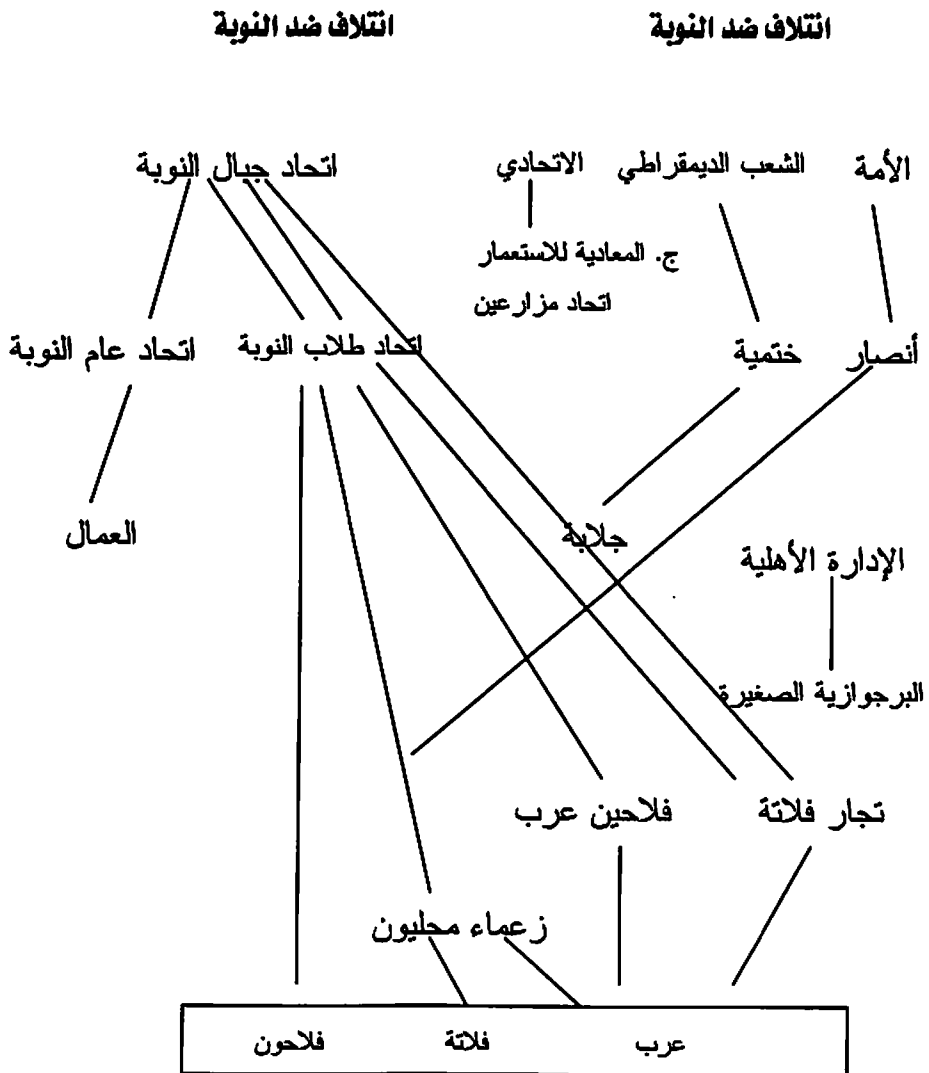 ائتلاف ضد النوبة
ائتلاف ضد النوبة
الأمة
الشعب الديمقراطي
الاتحادي
اتحاد جبال النوبة
ج. المعادية للاستعمار
اتحاد مزارعين
أنصار
ختمية
اتحاد طلاب النوبة
اتحاد عام النوبة
جلابة
العمال
الإدارة الأهلية
البرجوازية الصغيرة
تجار فلاتة
فلاحين عرب
زعماء محليون
عرب
فلاتة
فلاحون